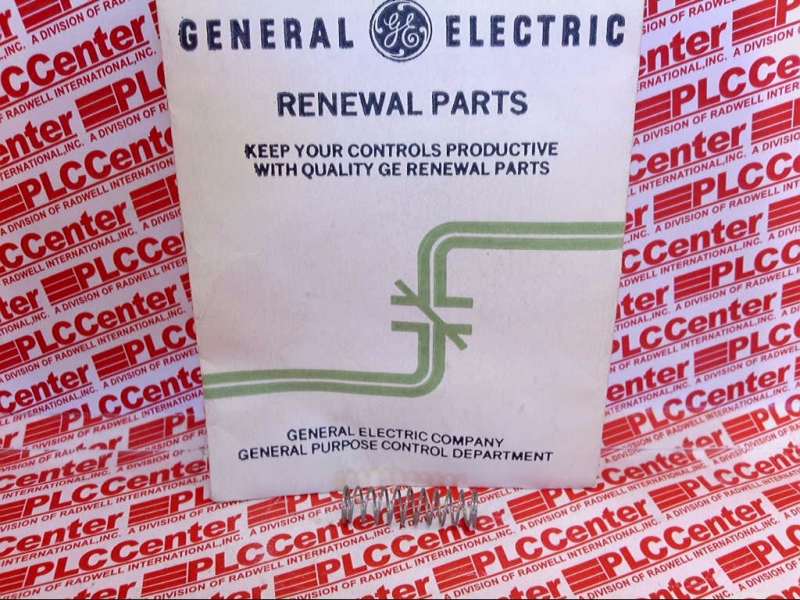 GENERAL GE ELECTRIC
RENEWAL PARTS
KEEP YOUR CONTROLS PRODUCTIVE
WITH QUALITY GE RENEWAL PARTS
GENERAL ELECTRIC COMPANY
GENERAL PURPOSE CONTROL DEPARTMENT
PLCCenter
A DIVISION OF RADWELL INTERNATIONAL, INC.